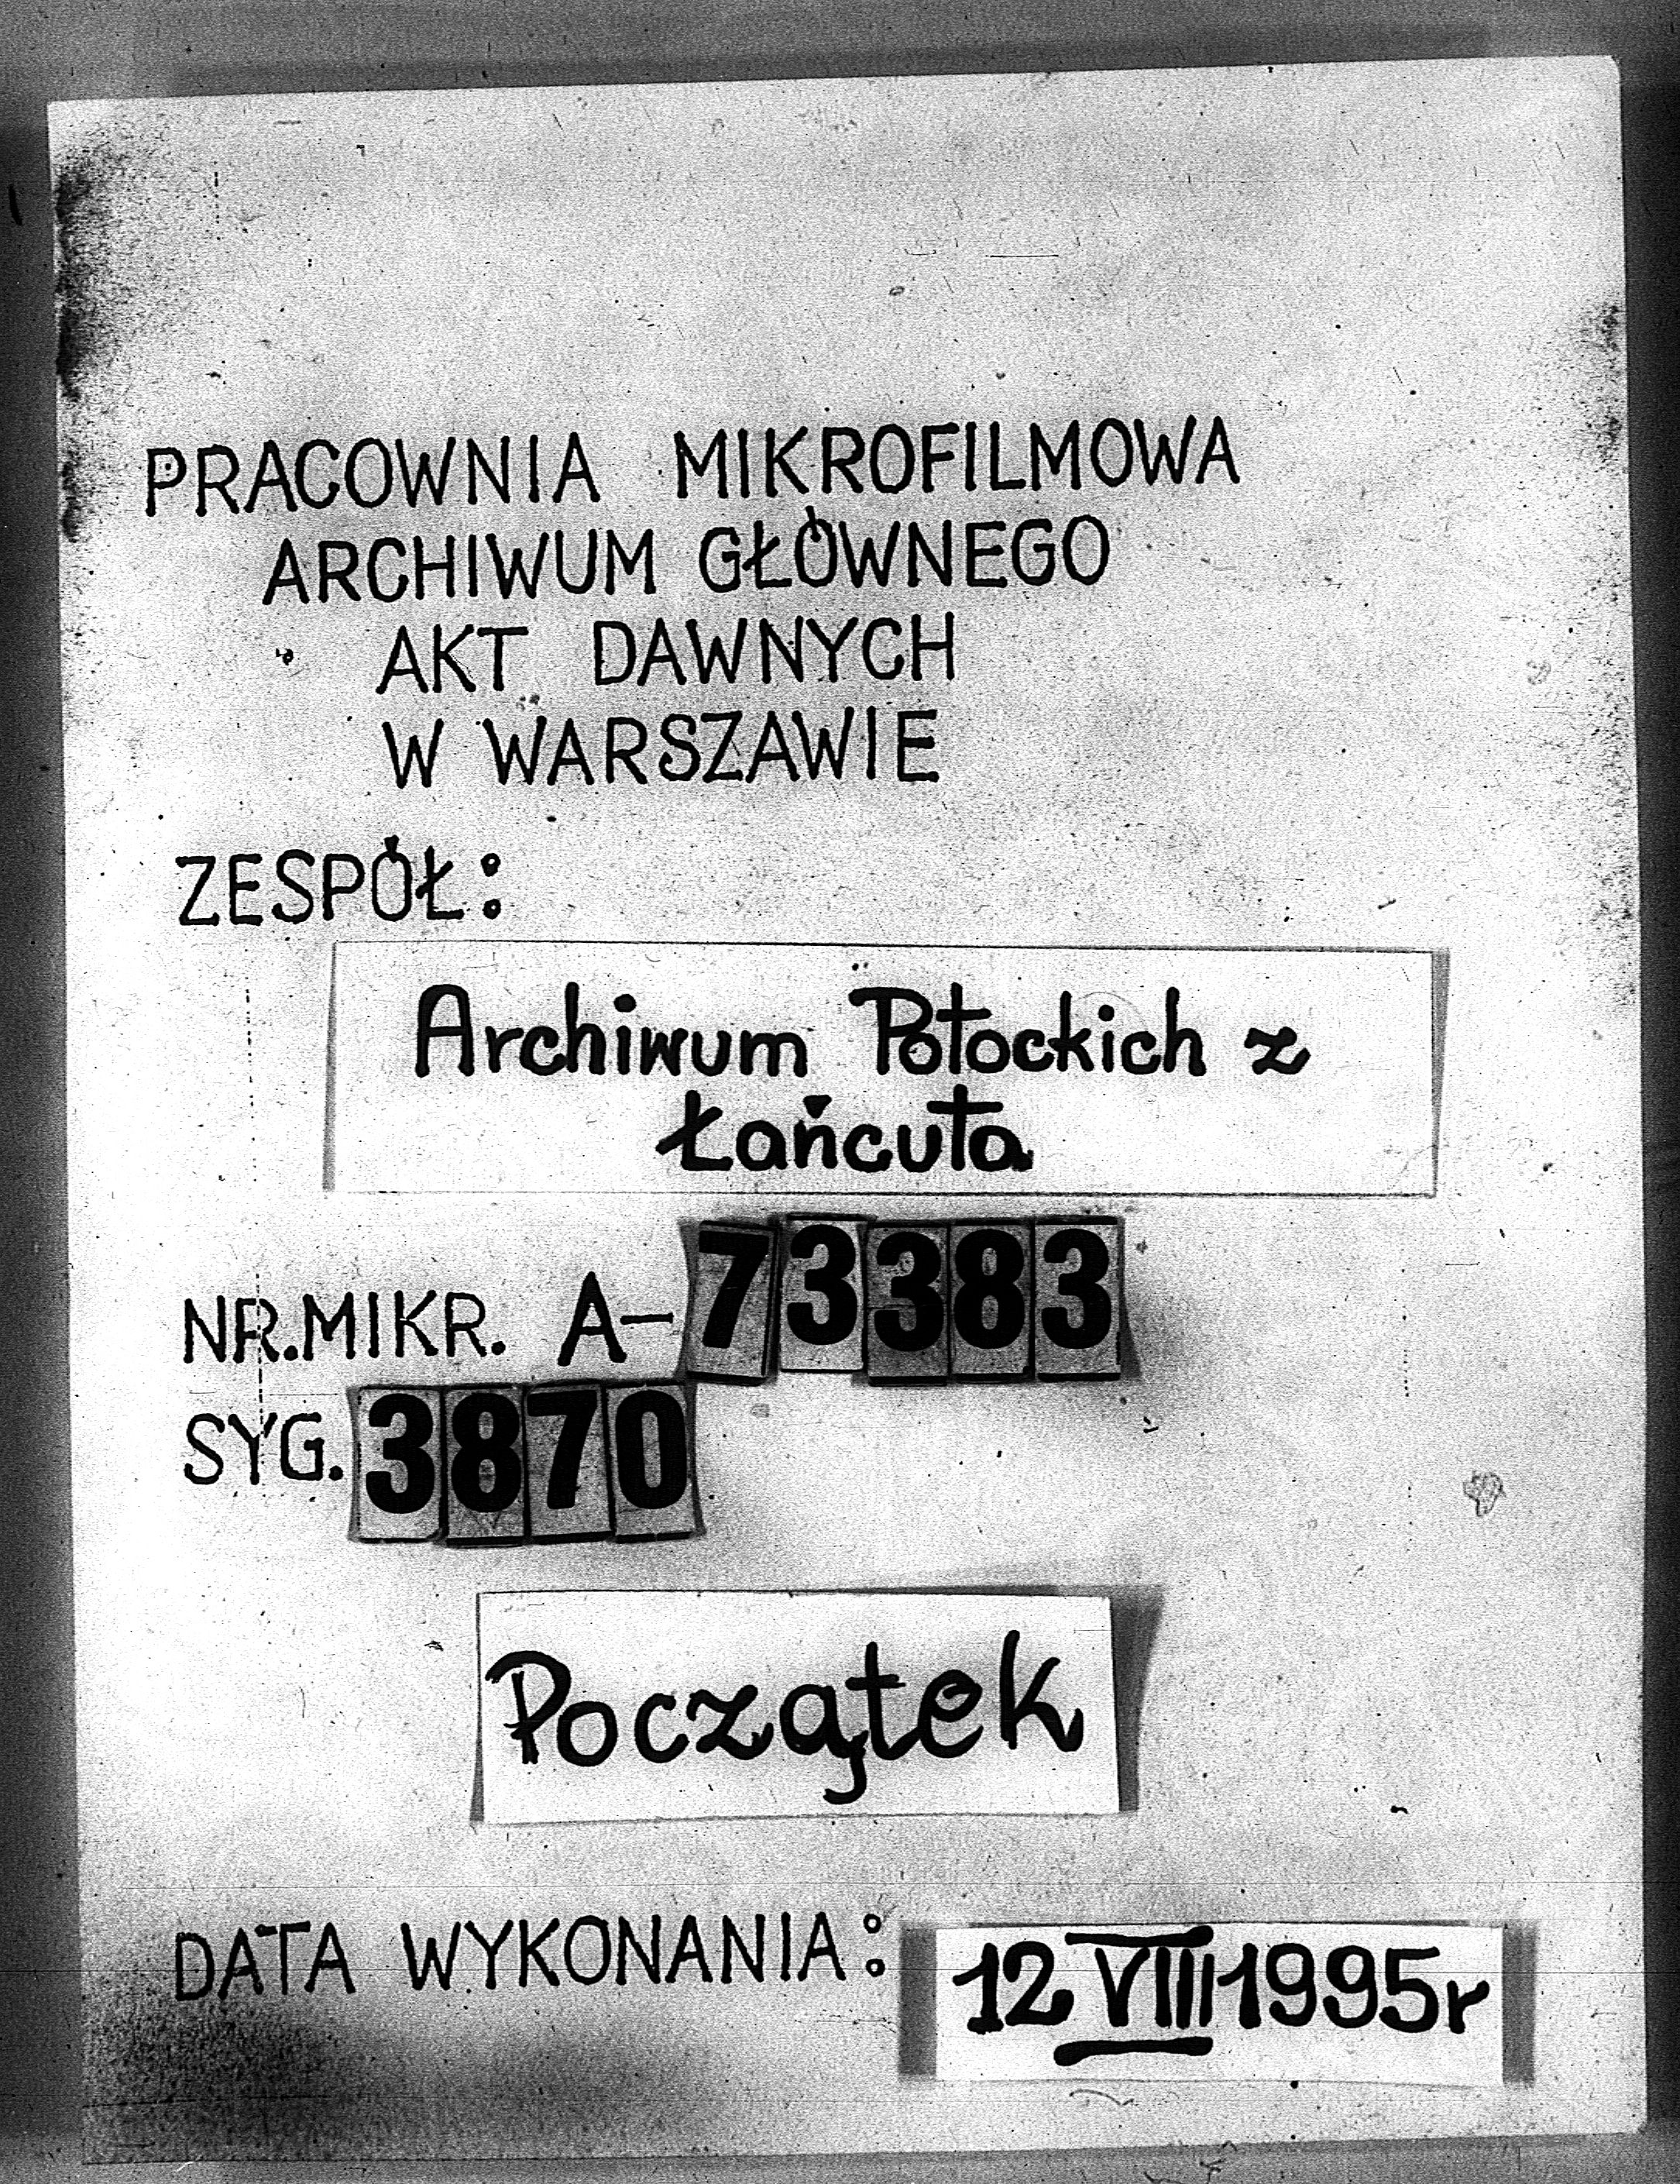 PRACOWNIA MIKROFILMOWA
ARCHIWUM GŁÓWNEGO
AKT DAWNYCH
W WARSZAWIE
ZESPÓŁ:
Archiwum Potockich z
Łańcuta
NR.MIKR. A-73383
SYG. 3870
Początek
DATA WYKONANIA: 12 VIII 1995r